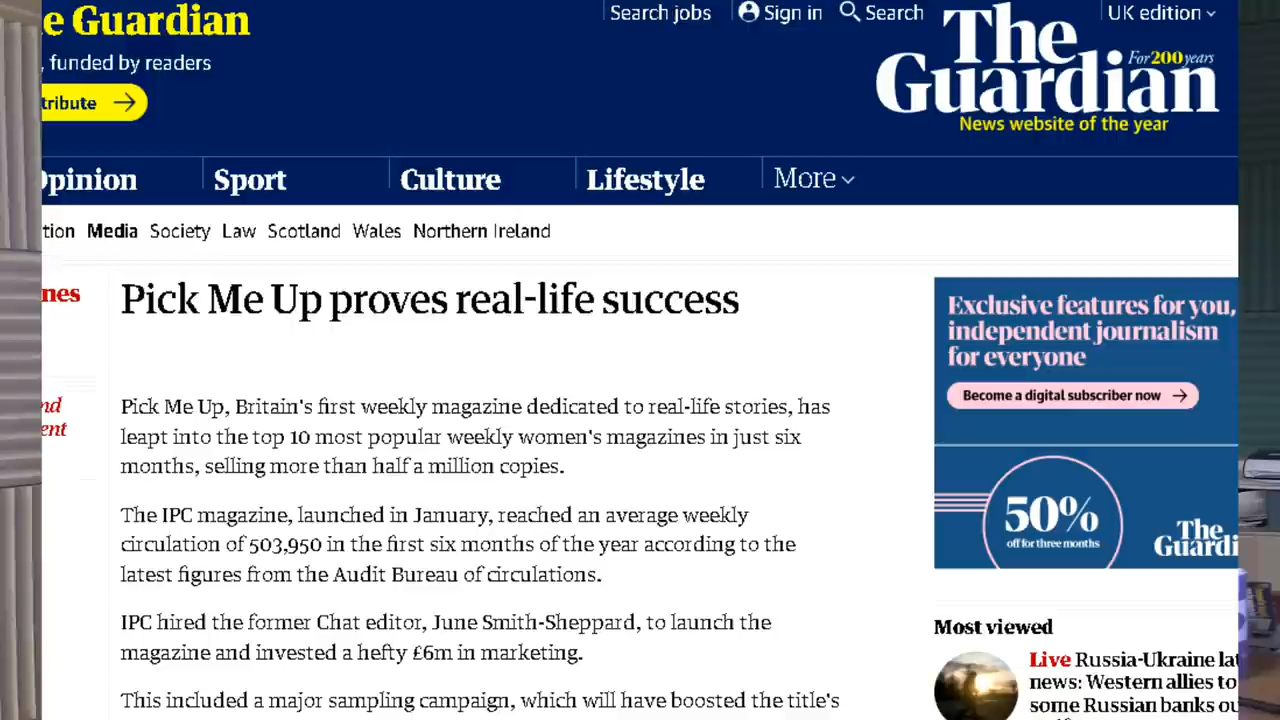 e Guardian
, funded by readers
tribute
Search jobs
Sign in
Search
UK edition
The
Guardian
For 200 years
News website of the year
Opinion
Sport
Culture
Lifestyle
More
tion
Media
Society
Law
Scotland
Wales
Northern Ireland
nes
nd
ent
Pick Me Up proves real-life success
Pick Me Up, Britain's first weekly magazine dedicated to real-life stories, has
leapt into the top 10 most popular weekly women's magazines in just six
months, selling more than half a million copies.
The IPC magazine, launched in January, reached an average weekly
circulation of 503,950 in the first six months of the year according to the
latest figures from the Audit Bureau of circulations.
IPC hired the former Chat editor, June Smith-Sheppard, to launch the
magazine and invested a hefty £6m in marketing.
This included a major sampling campaign, which will have boosted the title's
Exclusive features for you,
independent journalism
for everyone
Become a digital subscriber now
50%
off for three months
The
Guardi
Most viewed
Live Russia-Ukraine lat
news: Western allies to
some Russian banks ou